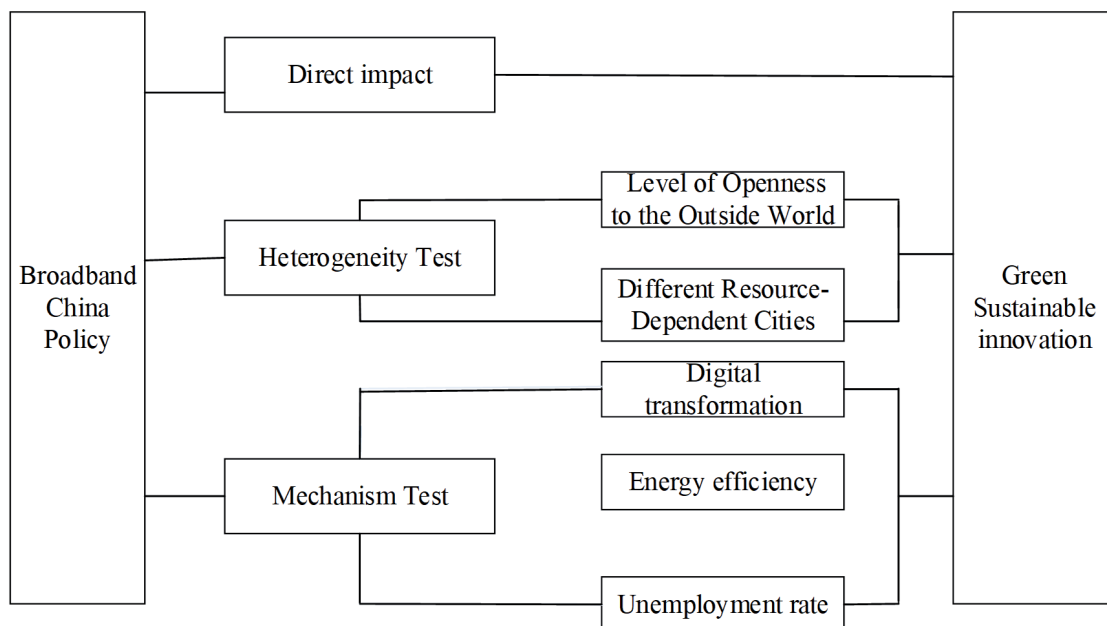 Broadband
China
Policy
Direct impact
Heterogeneity Test
Level of Openness
to the Outside World
Different Resource-
Dependent Cities
Mechanism Test
Digital
transformation
Energy efficiency
Unemployment rate
Green
Sustainable
innovation